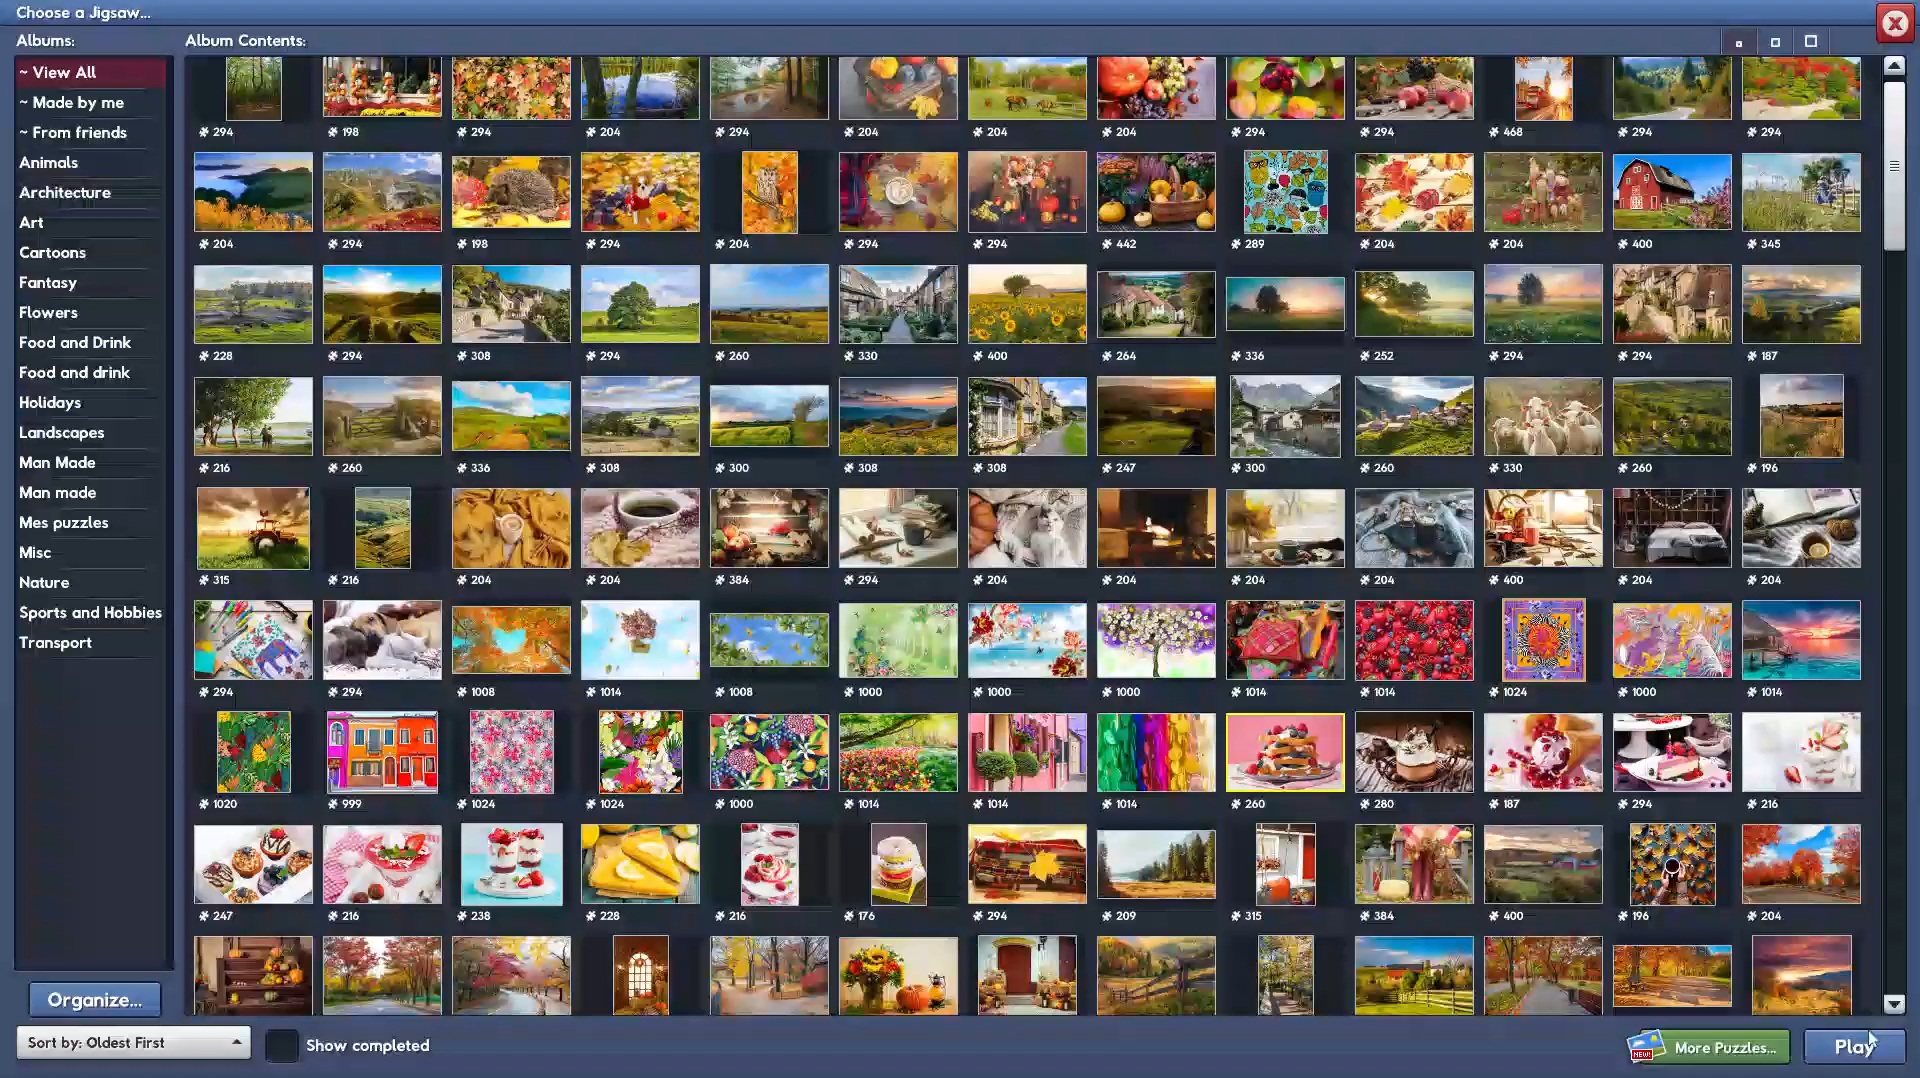 Choose a Jigsaw...
Albums:
Album Contents:
~ View All
~ Made by me
~ From friends
Animals
Architecture
Art
Cartoons
Fantasy
Flowers
Food and Drink
Food and drink
Holidays
Landscapes
Man Made
Man made
Mes puzzles
Misc
Nature
Sports and Hobbies
Transport
294 198 294 204 294 204 204 204 294 294 468 294 294
204 294 198 294 204 294 294 442 289 204 204 400 345
228 294 308 294 260 330 400 264 336 252 294 294 187
216 260 336 308 300 308 308 247 300 260 330 260 196
315 216 204 204 384 294 204 204 204 204 400 204 204
294 294 1008 1014 1008 1000 1000 1000 1014 1014 1024 1000 1014
1020 999 1024 1024 1000 1014 1014 1014 260 280 187 294 216
247 216 238 228 216 176 294 209 315 384 400 196 204
Organize...
Sort by: Oldest First
Show completed
NEW!
More Puzzles...
Play